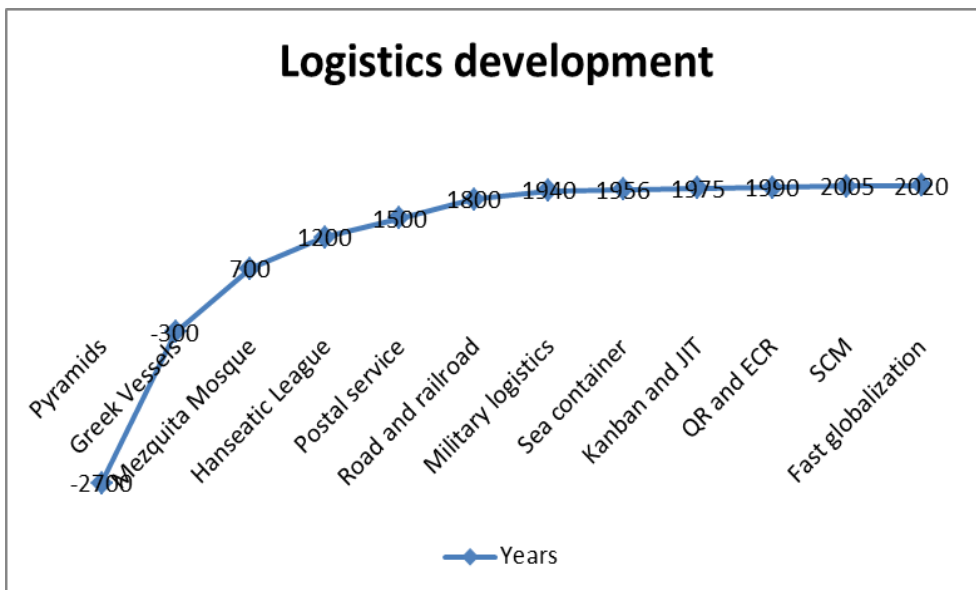 Logistics development
-2700
-300
700
1200
1500
1800
1940
1956
1975
1990
2005
2020
Pyramids
Greek Vessels
Mezquita Mosque
Hanseatic League
Postal service
Road and railroad
Military logistics
Sea container
Kanban and JIT
QR and ECR
SCM
Fast globalization
Years